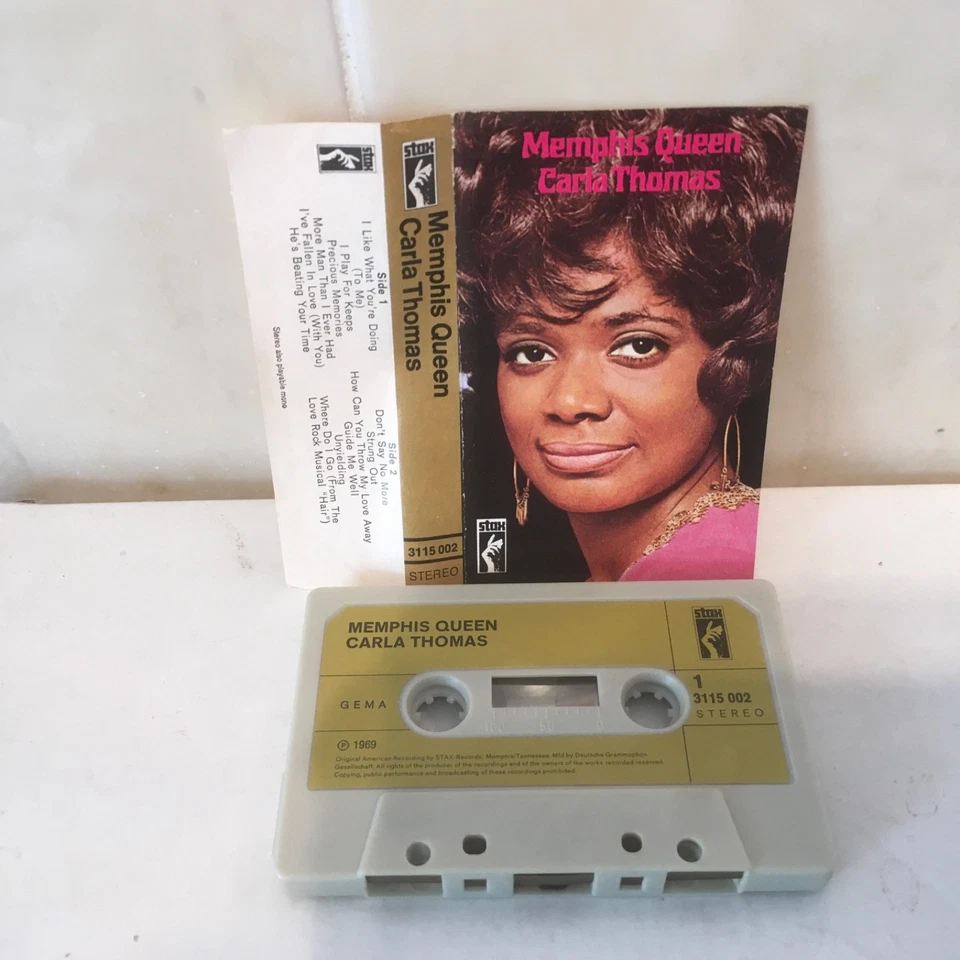 stax
Side 1
I Like What You're Doing
(To Me)
I Play For Keeps
Precious Memories
More Man Than I Ever Had
I've Fallen In Love (With You)
He's Beating Your Time
Side 2
Don't Say No More
Strung Out
How Can You Throw My Love Away
Guide Me Well
Unyielding
Where Do I Go (From The
Love Rock Musical "Hair")
Stereo also playable mono
stax
Memphis Queen
Carla Thomas
3115 002
STEREO
Memphis Queen
Carla Thomas
stax
MEMPHIS QUEEN
CARLA THOMAS
stax
GEMA
1
3115 002
STEREO
℗ 1969
Original American Recording by STAX-Records, Memphis/Tennessee. Mfd by Deutsche Grammophon
Gesellschaft. All rights of the producer of the recordings and of the owners of the works recorded reserved.
Copying, public performance and broadcasting of these recordings prohibited.